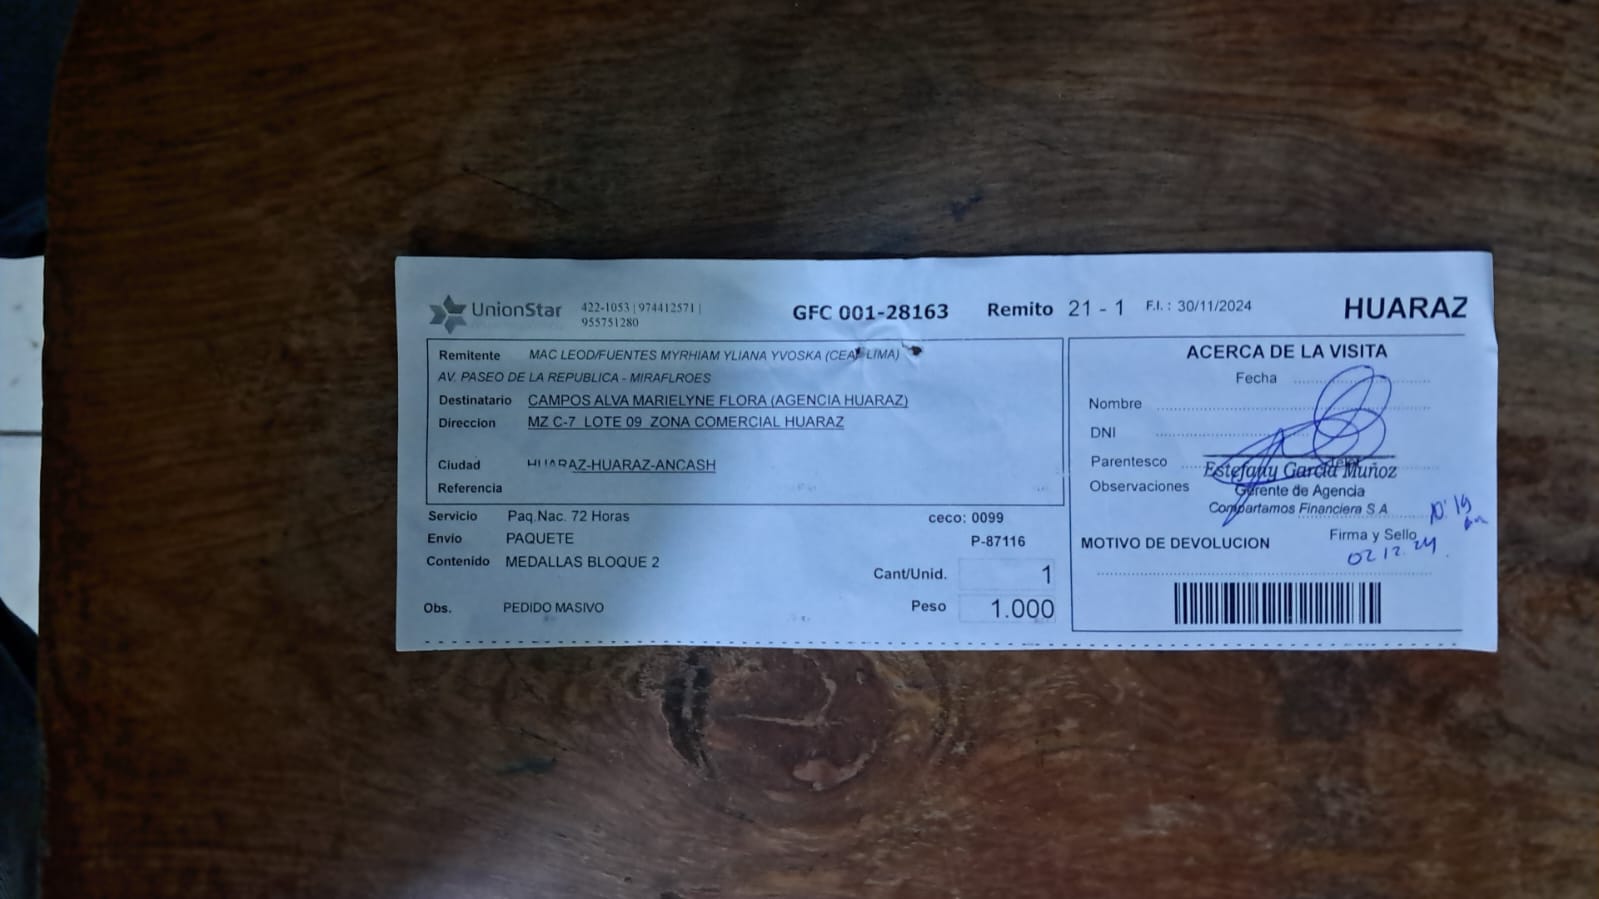 UnionStar 422-1053 | 974412571 |
955751280
GFC 001-28163 Remito 21 - 1 F.I. : 30/11/2024 HUARAZ
Remitente MAC LEOD/FUENTES MYRHIAM YLIANA YVOSKA (CEA LIMA)
AV. PASEO DE LA REPUBLICA - MIRAFLROES
Destinatario CAMPOS ALVA MARIELYNE FLORA (AGENCIA HUARAZ)
Direccion MZ C-7 LOTE 09 ZONA COMERCIAL HUARAZ
Ciudad HUARAZ-HUARAZ-ANCASH
Referencia
Servicio Paq.Nac. 72 Horas ceco: 0099
Envio PAQUETE P-87116
Contenido MEDALLAS BLOQUE 2
Cant/Unid. 1
Obs. PEDIDO MASIVO Peso 1.000
ACERCA DE LA VISITA
Fecha
Nombre
DNI
Parentesco
Estefany García Muñoz
Observaciones Gerente de Agencia
Compartamos Financiera S A
Firma y Sello
MOTIVO DE DEVOLUCION
02.12.24